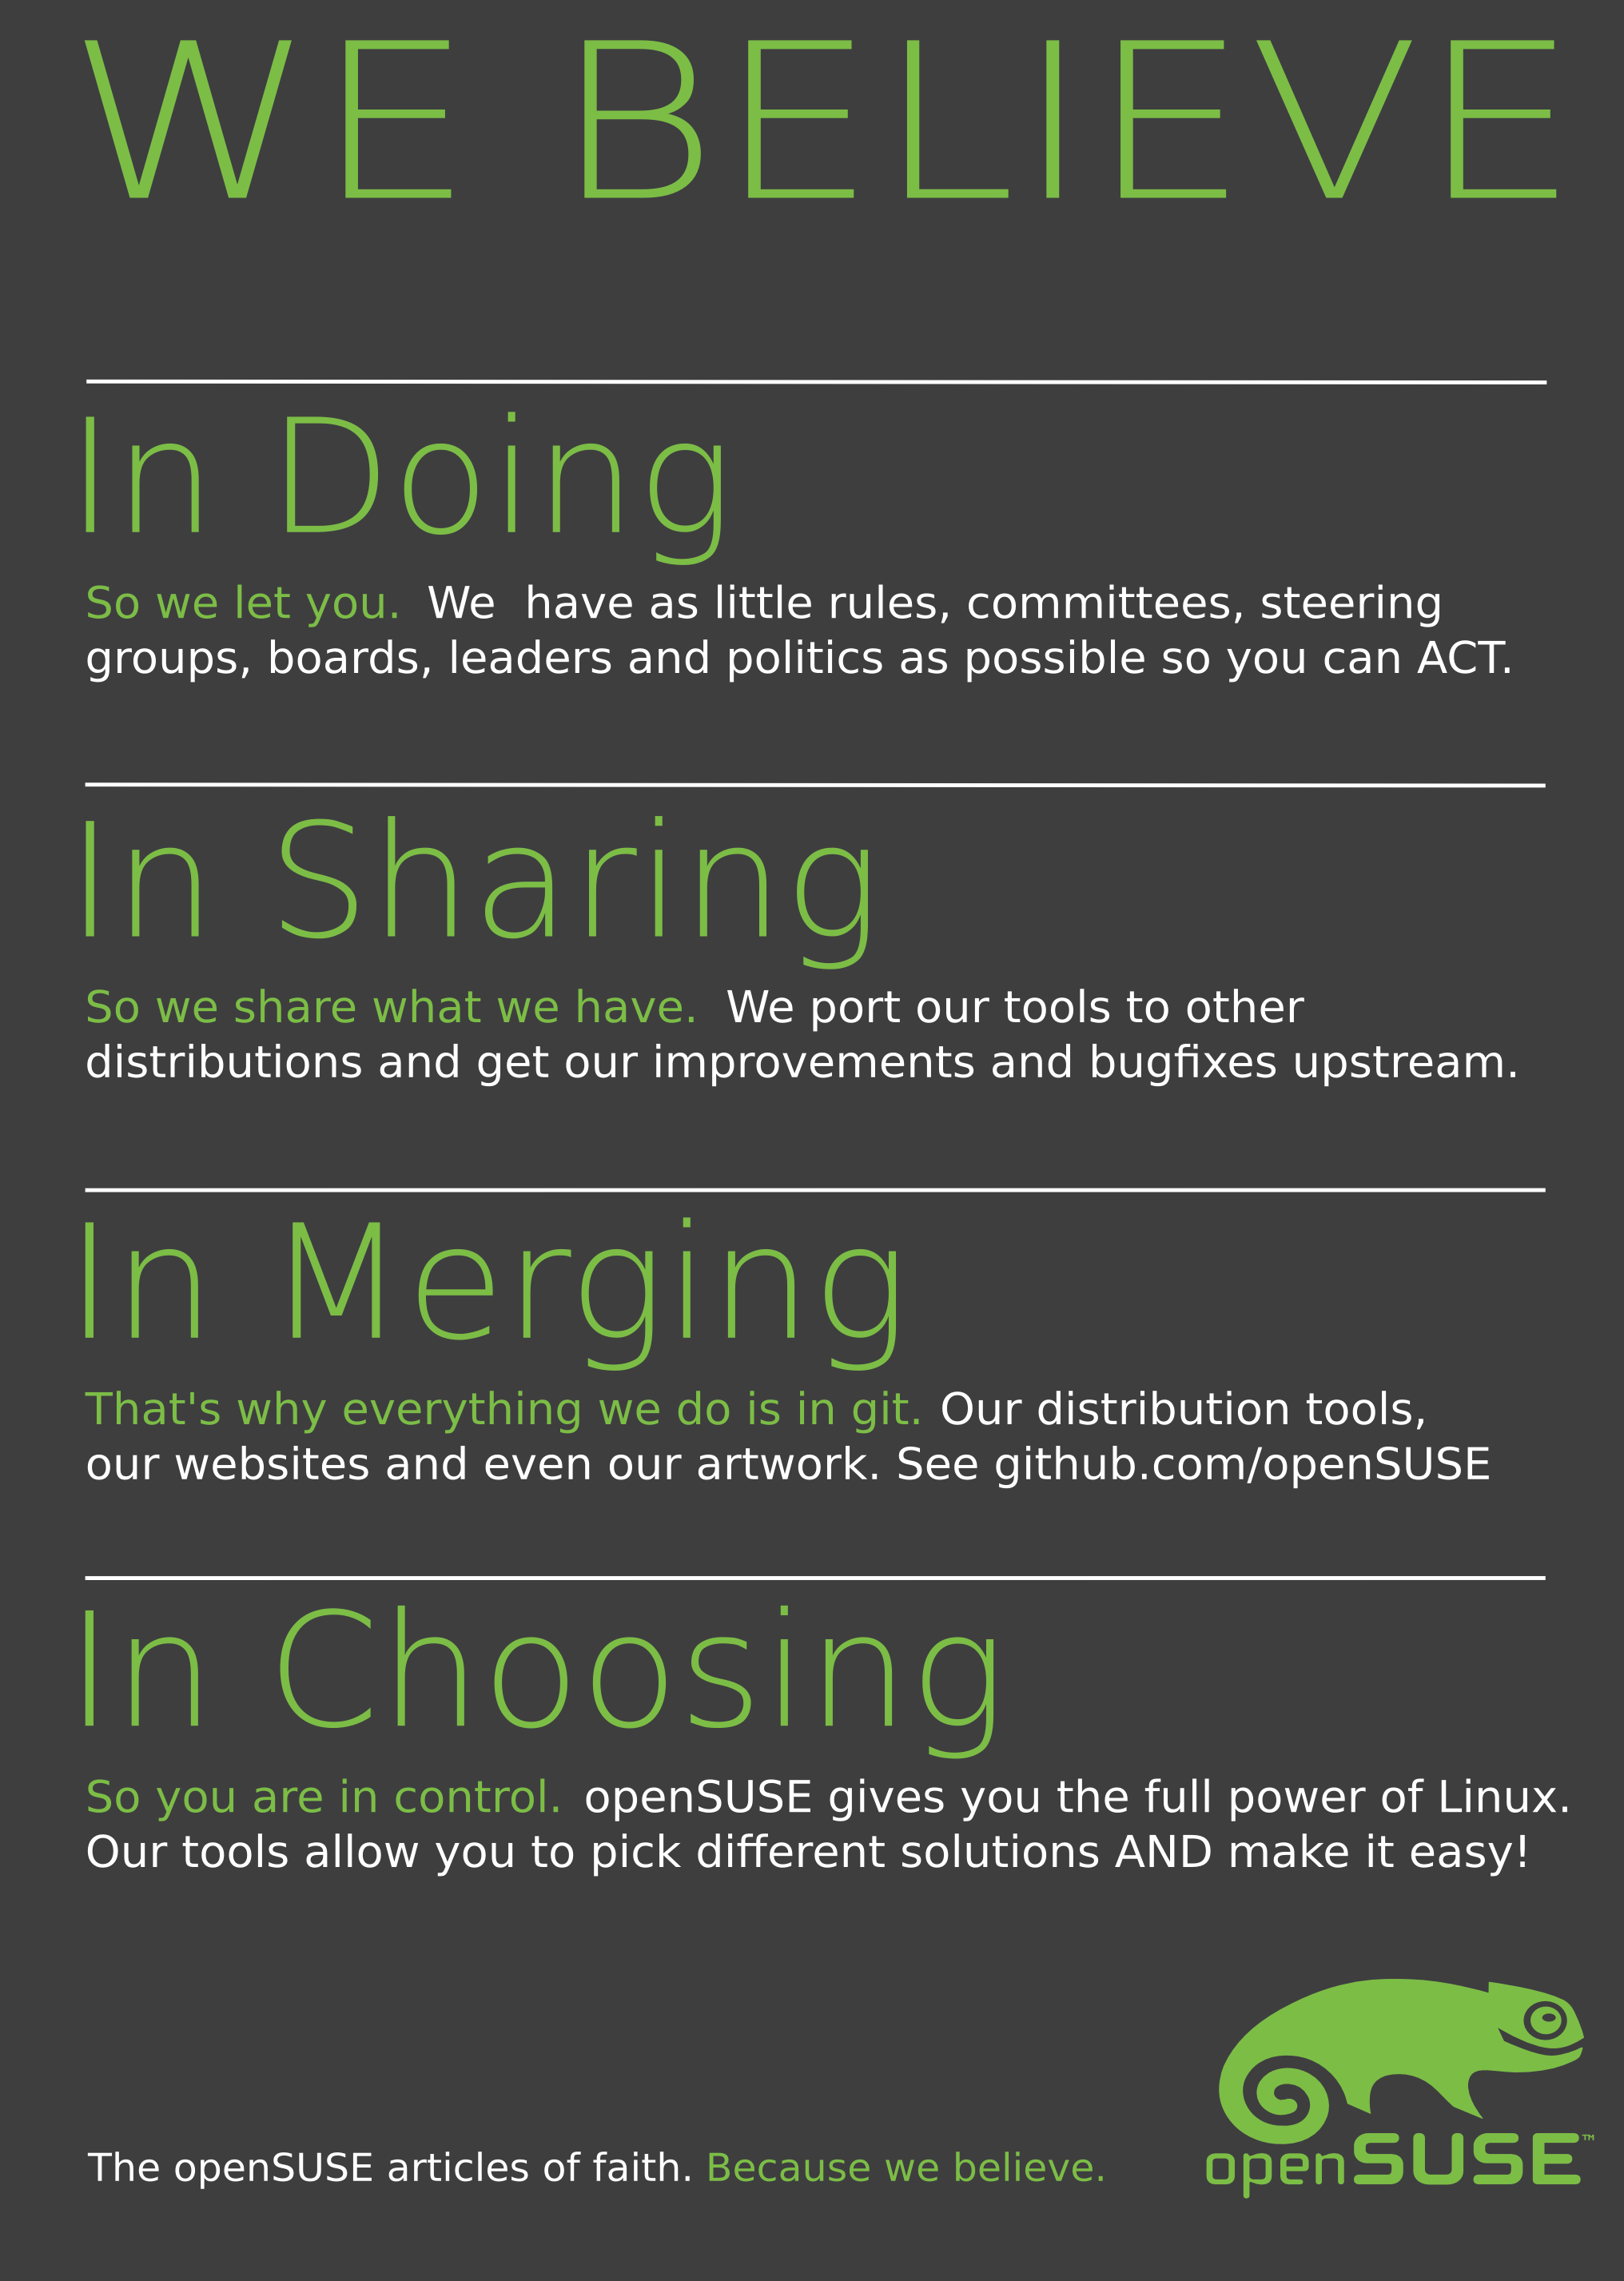 WE BELIEVE
In Doing
So we let you. We have as little rules, committees, steering
groups, boards, leaders and politics as possible so you can ACT.
In Sharing
So we share what we have. We port our tools to other
distributions and get our improvements and bugfixes upstream.
In Merging
That's why everything we do is in git. Our distribution tools,
our websites and even our artwork. See github.com/openSUSE
In Choosing
So you are in control. openSUSE gives you the full power of Linux.
Our tools allow you to pick different solutions AND make it easy!
The openSUSE articles of faith. Because we believe.
openSUSE™